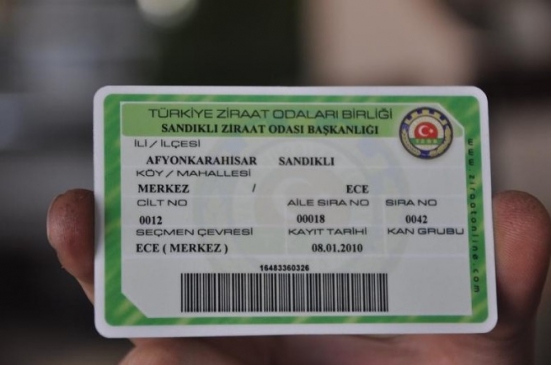 TÜRKİYE ZİRAAT ODALARI BİRLİĞİ
SANDIKLI ZİRAAT ODASI BAŞKANLIĞI
İLİ / İLÇESİ
AFYONKARAHİSAR SANDIKLI
KÖY / MAHALLESİ
MERKEZ / ECE
CİLT NO AİLE SIRA NO SIRA NO
0012 00018 0042
SEÇMEN ÇEVRESİ KAYIT TARİHİ KAN GRUBU
ECE ( MERKEZ ) 08.01.2010
16483360326
www.ziraatonline.com